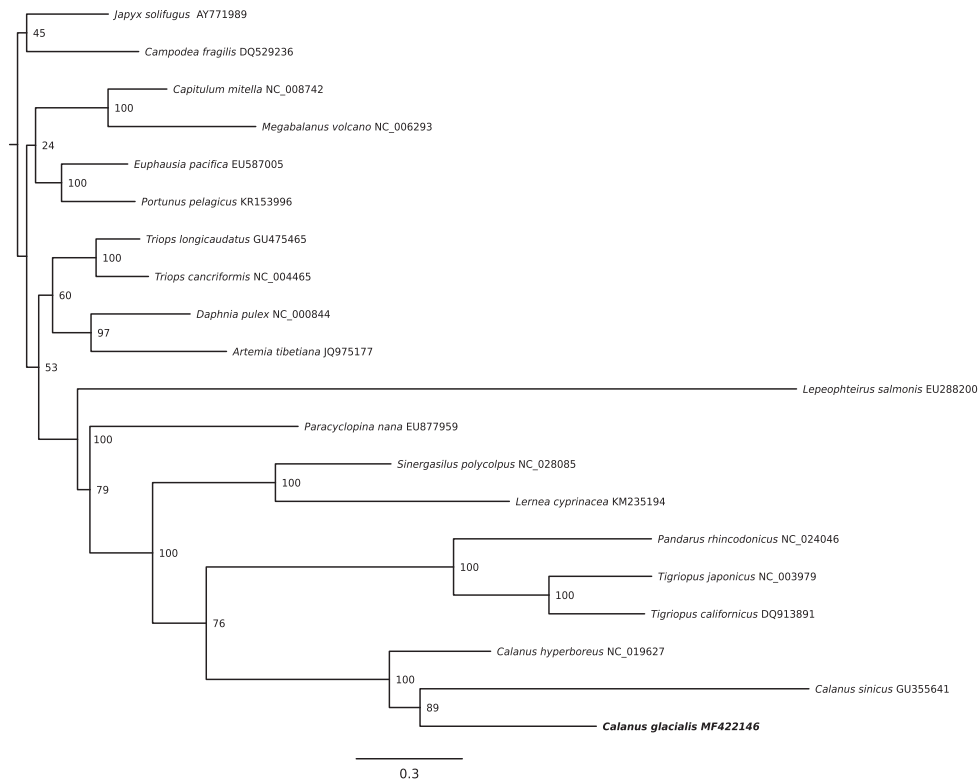 Japyx solifugus AY771989
45
Campodea fragilis DQ529236
Capitulum mitella NC_008742
100
Megabalanus volcano NC_006293
24
Euphausia pacifica EU587005
100
Portunus pelagicus KR153996
Triops longicaudatus GU475465
100
Triops cancriformis NC_004465
60
Daphnia pulex NC_000844
97
Artemia tibetiana JQ975177
53
Lepeophteirus salmonis EU288200
Paracyclopina nana EU877959
100
Sinergasilus polycolpus NC_028085
100
79
Lernea cyprinacea KM235194
Pandarus rhincodonicus NC_024046
100
100
Tigriopus japonicus NC_003979
100
Tigriopus californicus DQ913891
76
Calanus hyperboreus NC_019627
100
Calanus sinicus GU355641
89
Calanus glacialis MF422146
0.3